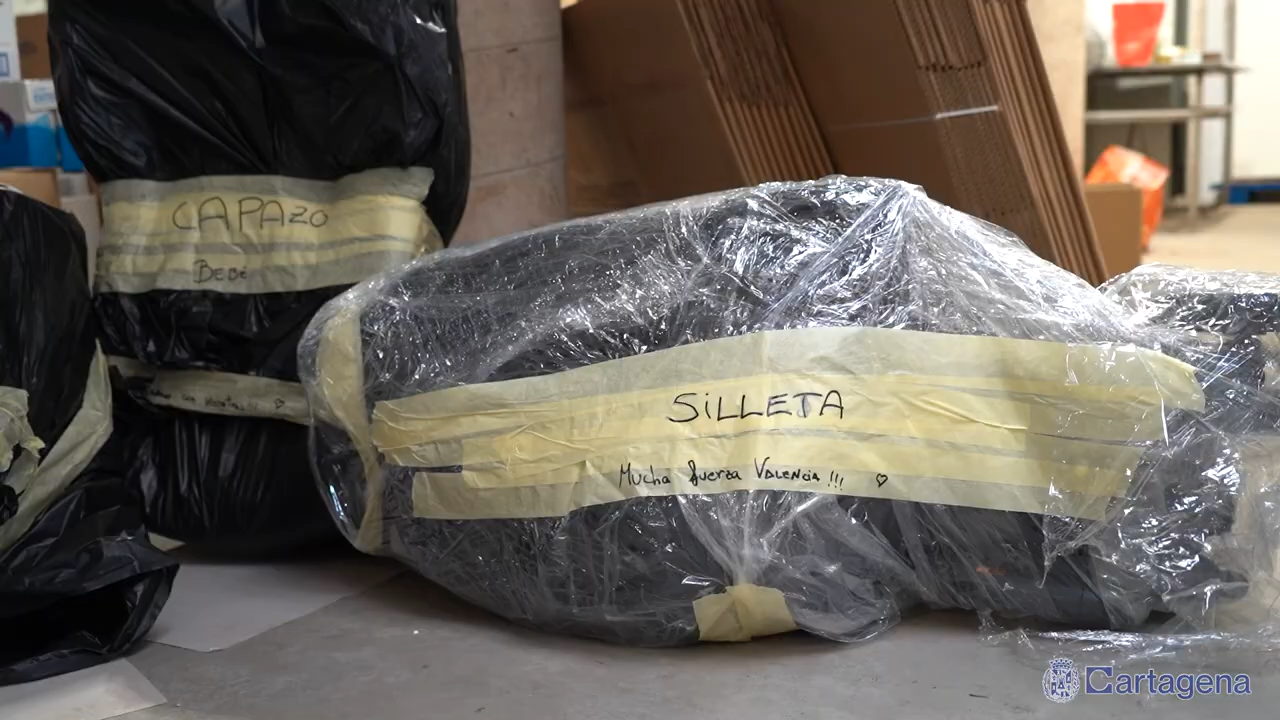 CAPAZO
BEBÉ
SiLLETA
Mucha fuerza Valencia !!! ♡
!!! ♡
Cartagena